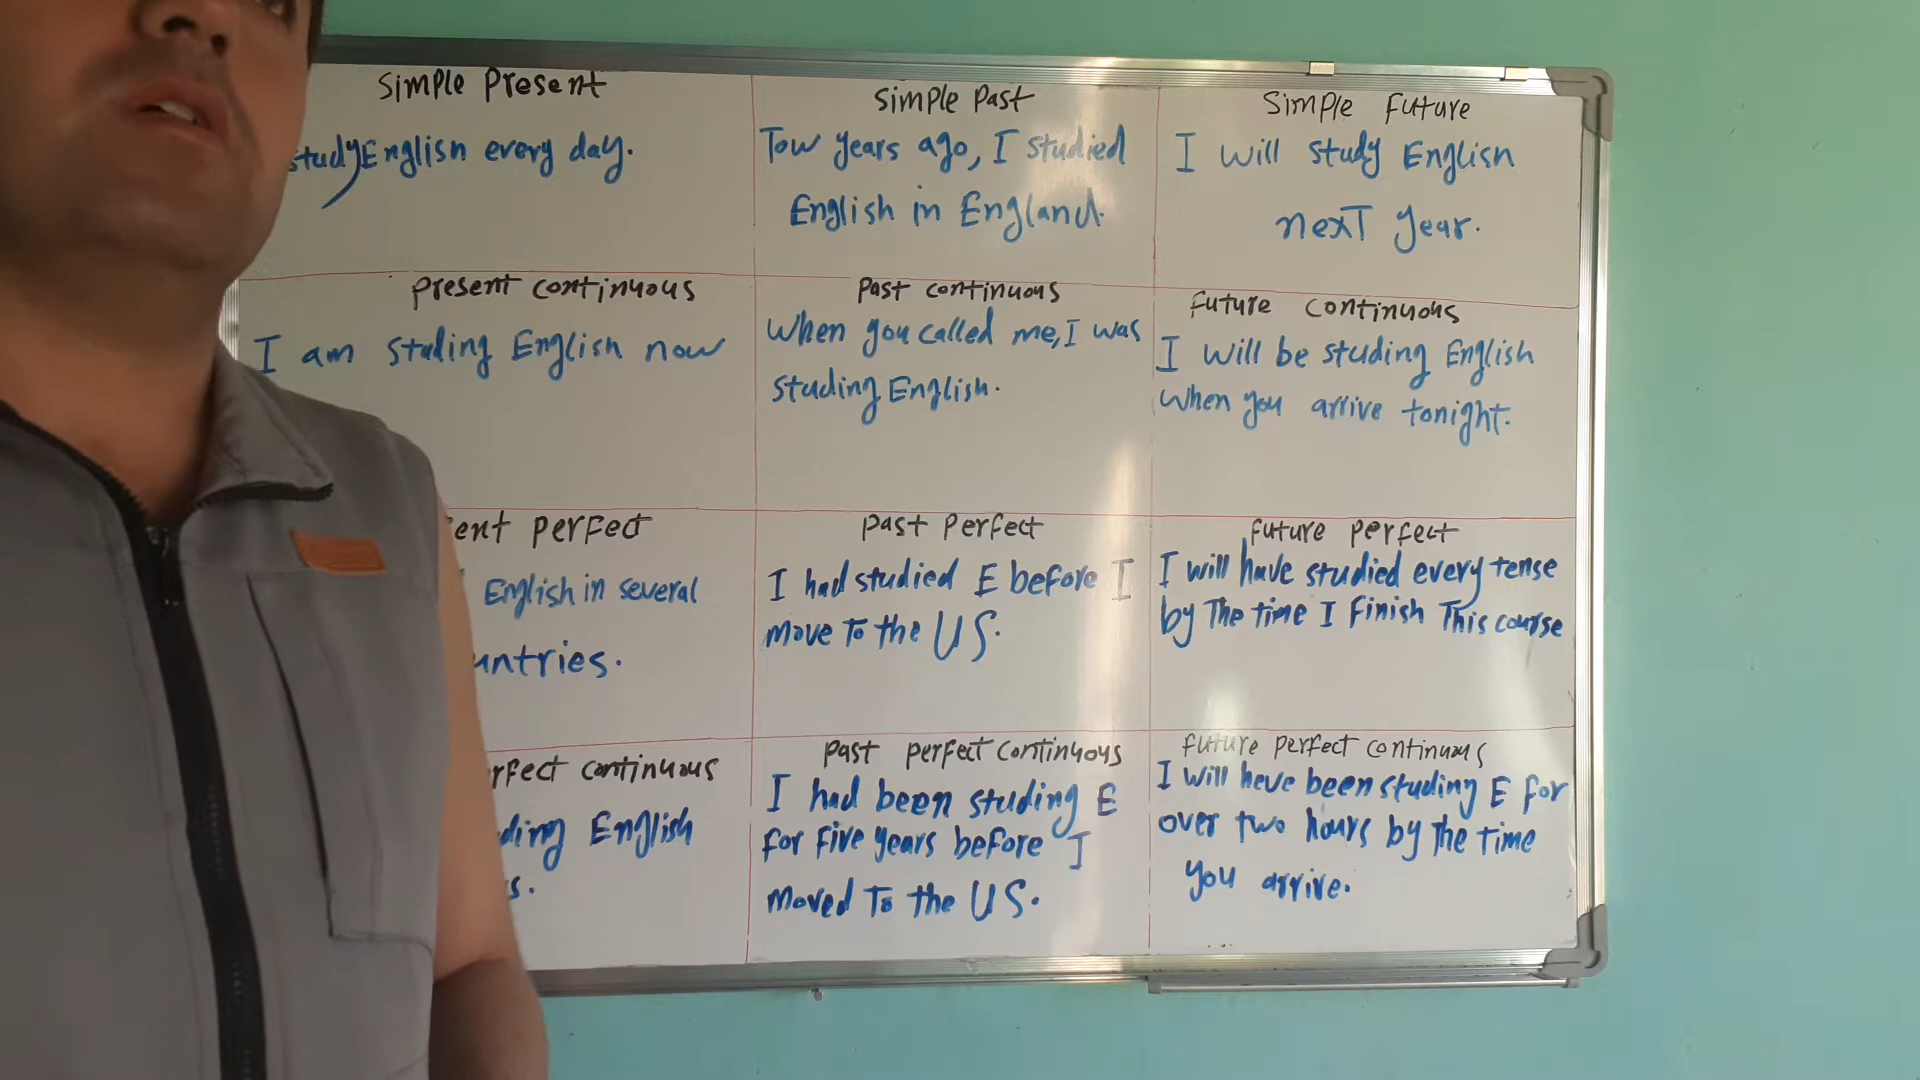 Simple Present
studyEnglish every day.
Simple Past
Tow years ago, I studied
English in England.
Simple Future
I will study English
next year.
Present continuous
I am studing English now
Past continuous
When you called me, I was
studing English.
Future continuous
I will be studing English
when you arrive tonight.
ent perfect
English in several
untries.
Past Perfect
I had studied E before I
move to the US.
Future perfect
I will have studied every tense
by The time I Finish This course
rfect continuous
ding English
s.
Past perfect continuous
I had been studing E
for Five years before I
moved To the US.
Future perfect continuous
I will heve been studing E for
over two hours by The Time
you arrive.